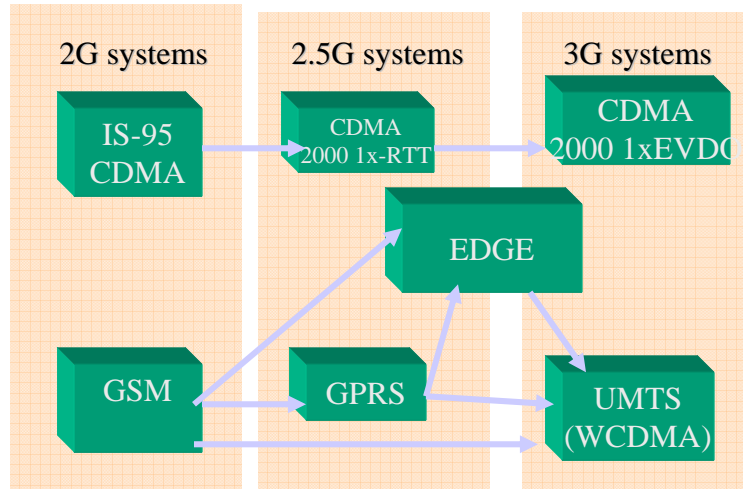 2G systems
2.5G systems
3G systems
IS-95
CDMA
CDMA
2000 1x-RTT
CDMA
2000 1xEVDO
EDGE
GSM
GPRS
UMTS
(WCDMA)